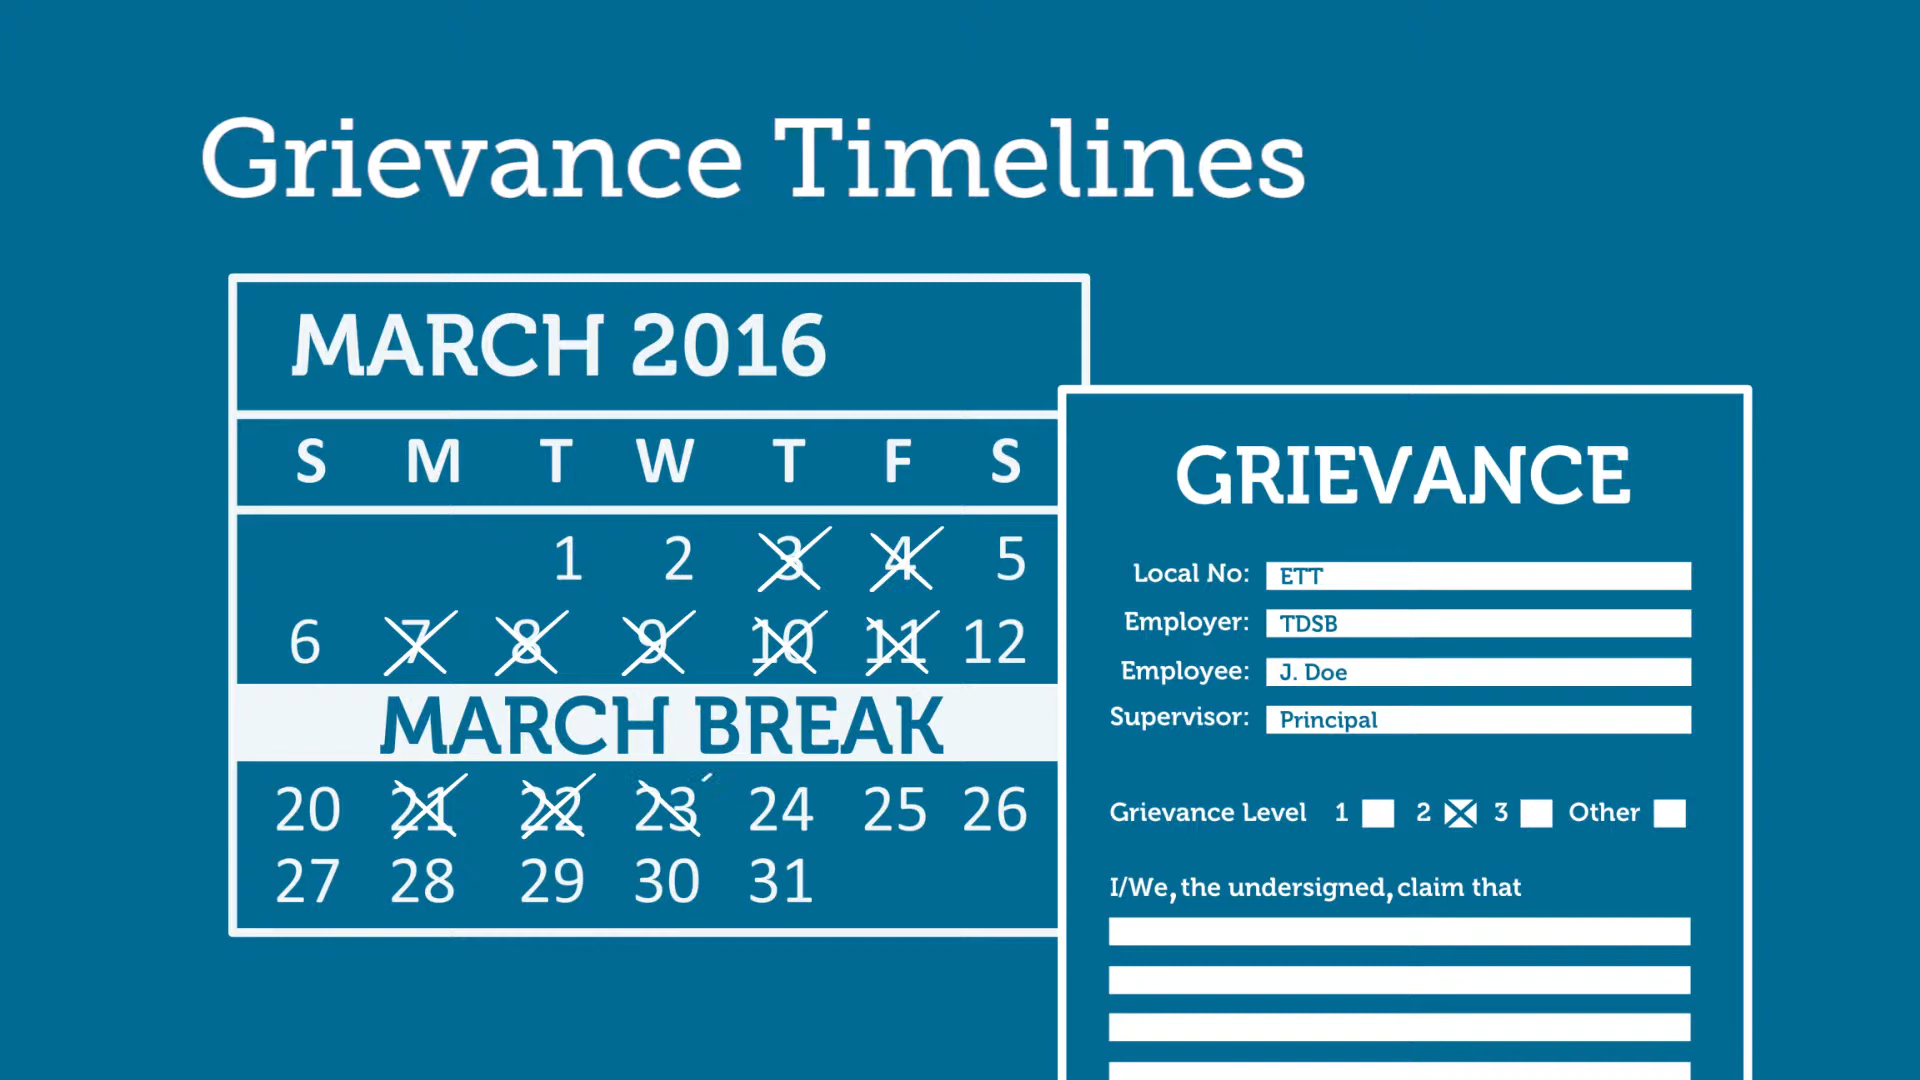 Grievance Timelines
MARCH 2016
S M T W T F S
1 2 3 4 5
6 7 8 9 10 11 12
MARCH BREAK
20 21 22 23 24 25 26
27 28 29 30 31
GRIEVANCE
Local No: ETT
Employer: TDSB
Employee: J. Doe
Supervisor: Principal
Grievance Level 1 2 3 Other
I/We, the undersigned, claim that